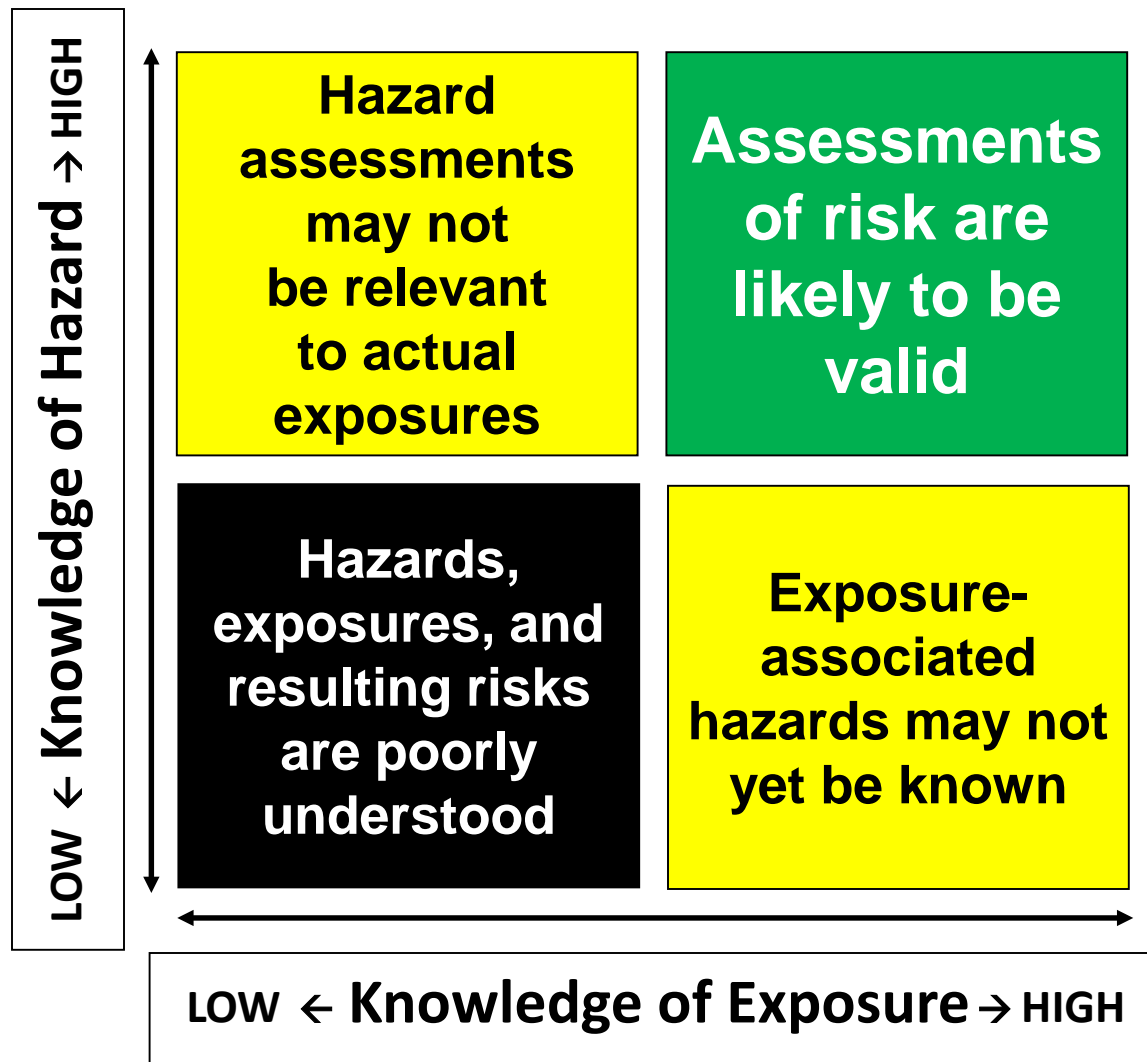 LOW ← Knowledge of Hazard → HIGH
Hazard
assessments
may not
be relevant
to actual
exposures
Assessments
of risk are
likely to be
valid
Hazards,
exposures, and
resulting risks
are poorly
understood
Exposure-
associated
hazards may not
yet be known
LOW ← Knowledge of Exposure → HIGH